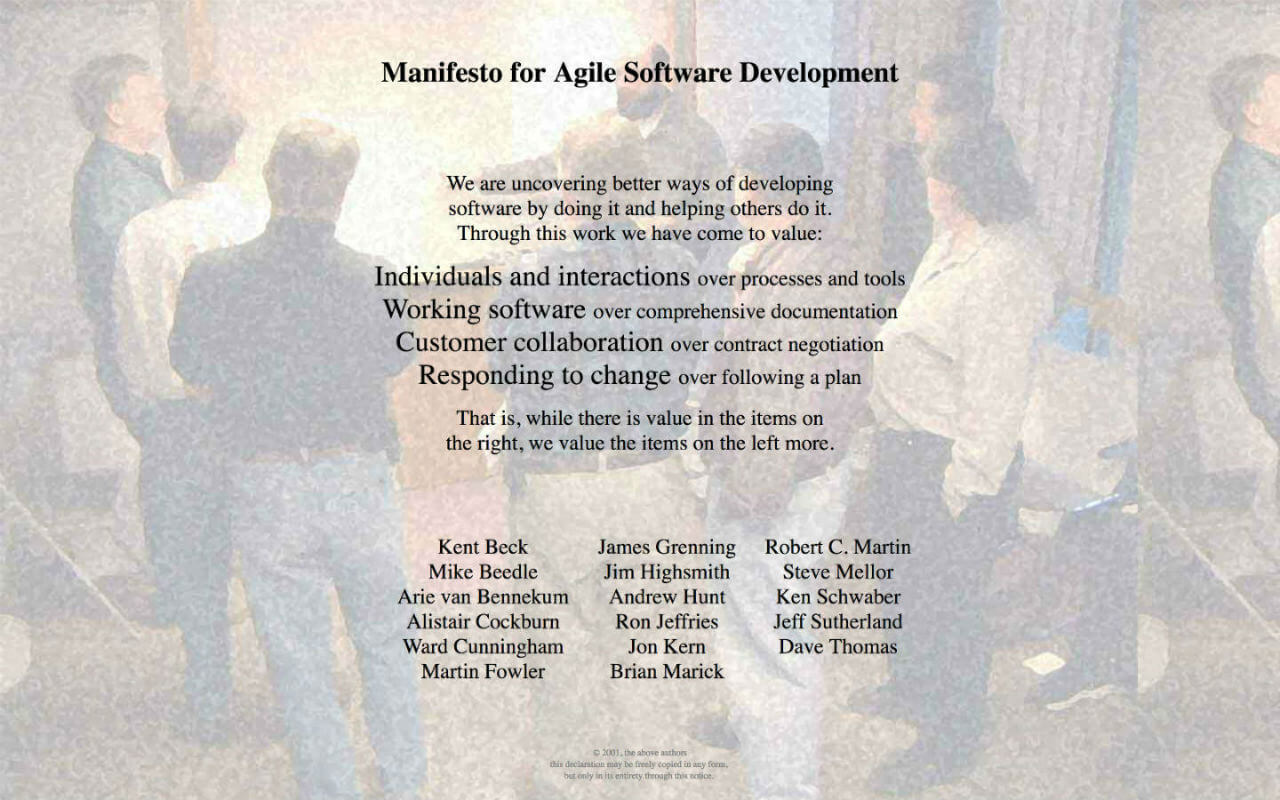 Manifesto for Agile Software Development
We are uncovering better ways of developing
software by doing it and helping others do it.
Through this work we have come to value:
Individuals and interactions over processes and tools
Working software over comprehensive documentation
Customer collaboration over contract negotiation
Responding to change over following a plan
That is, while there is value in the items on
the right, we value the items on the left more.
Kent Beck
Mike Beedle
Arie van Bennekum
Alistair Cockburn
Ward Cunningham
Martin Fowler
James Grenning
Jim Highsmith
Andrew Hunt
Ron Jeffries
Jon Kern
Brian Marick
Robert C. Martin
Steve Mellor
Ken Schwaber
Jeff Sutherland
Dave Thomas
© 2001, the above authors
this declaration may be freely copied in any form,
but only in its entirety through this notice.